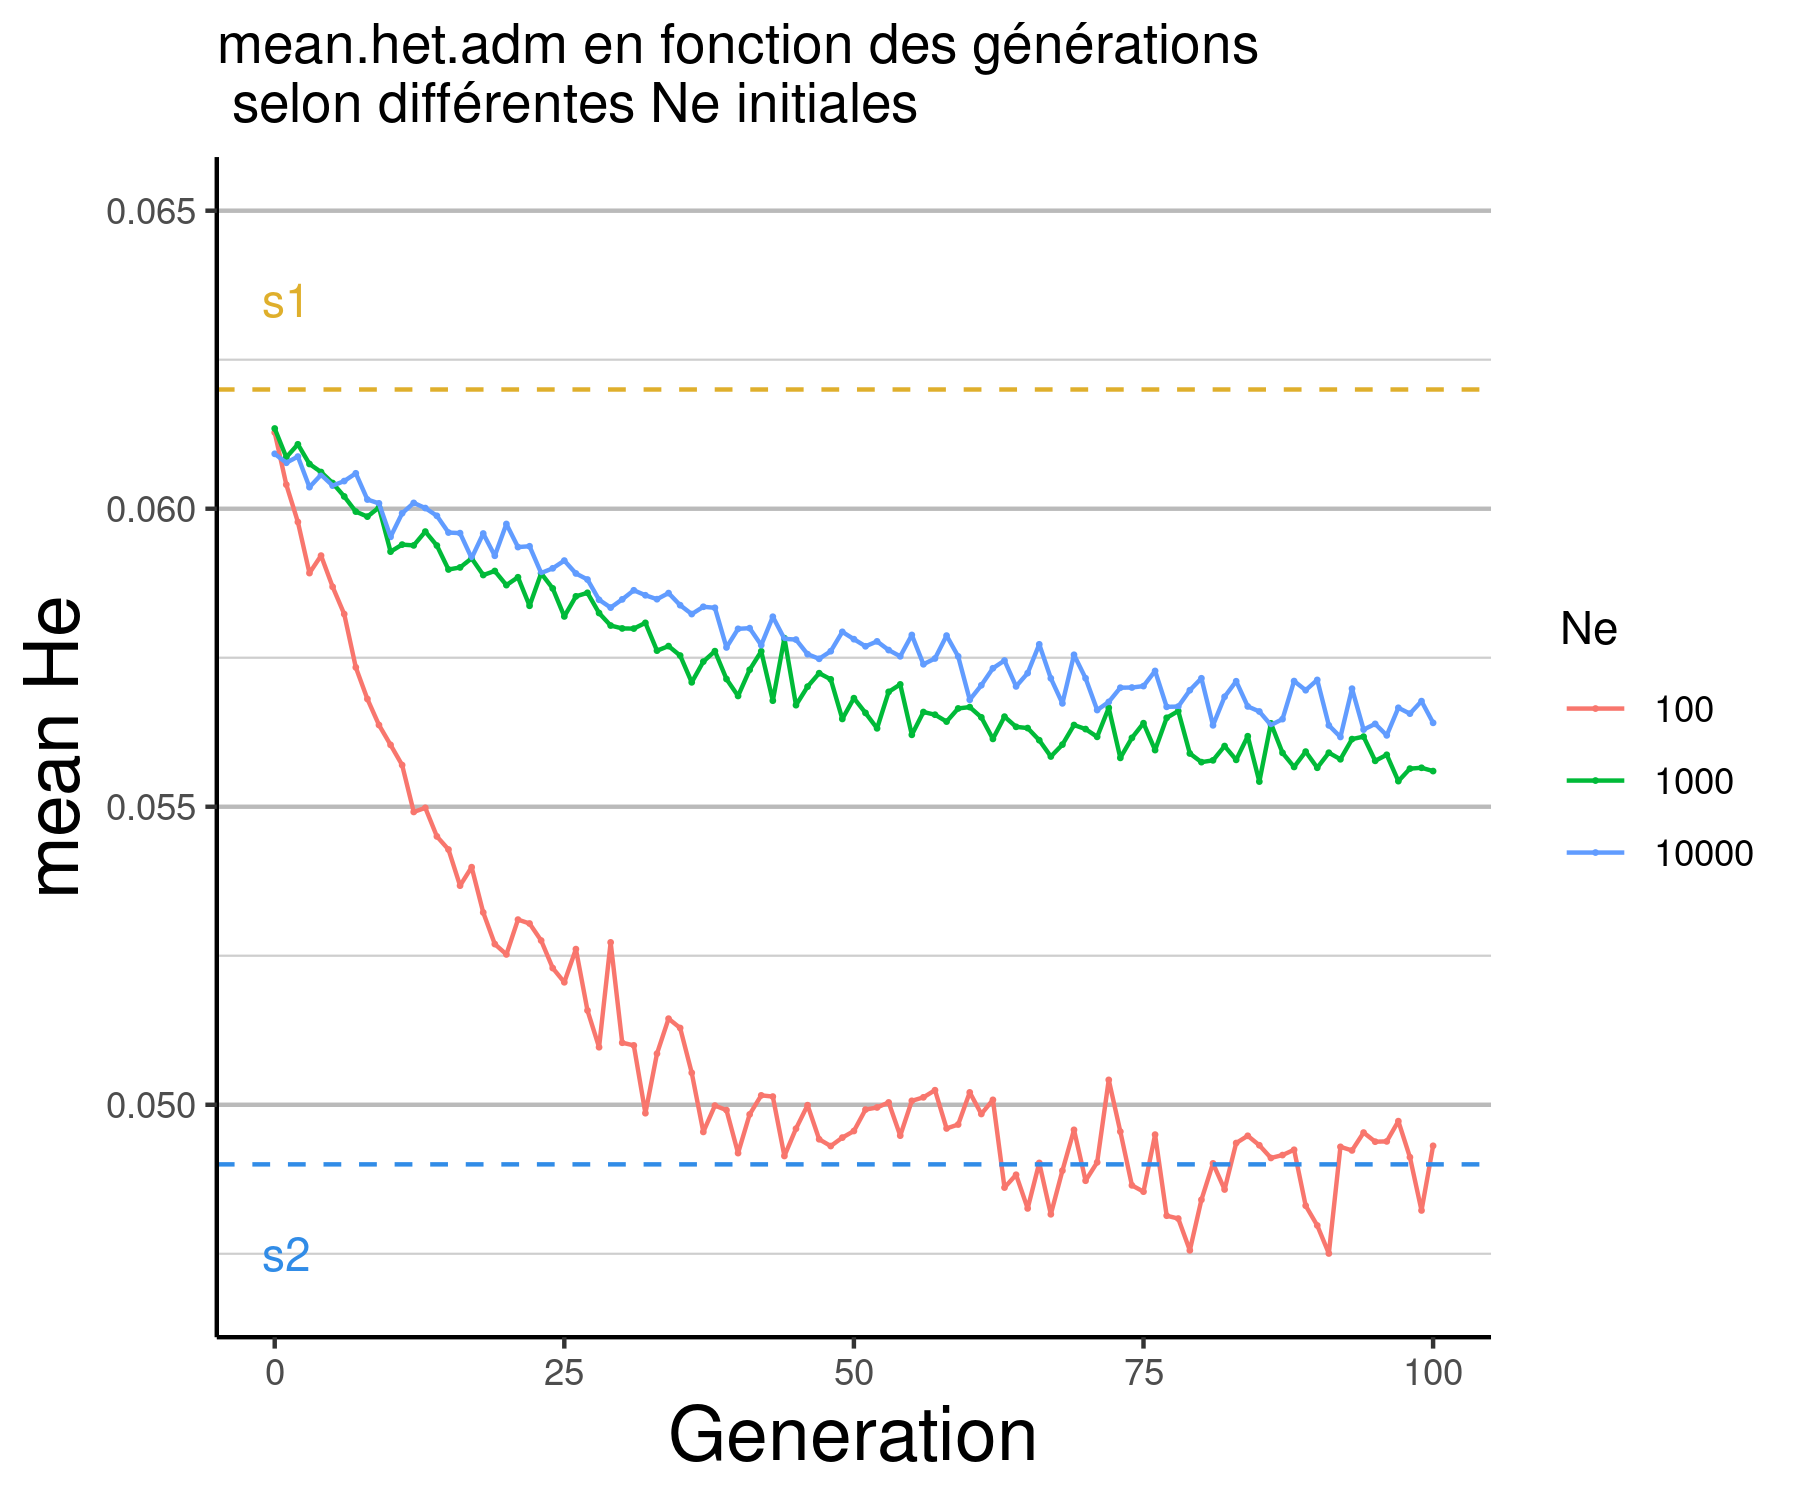 mean.het.adm en fonction des générations
selon différentes Ne initiales
mean He
0.065
0.060
0.055
0.050
s1
s2
0
25
50
75
100
Generation
Ne
100
1000
10000